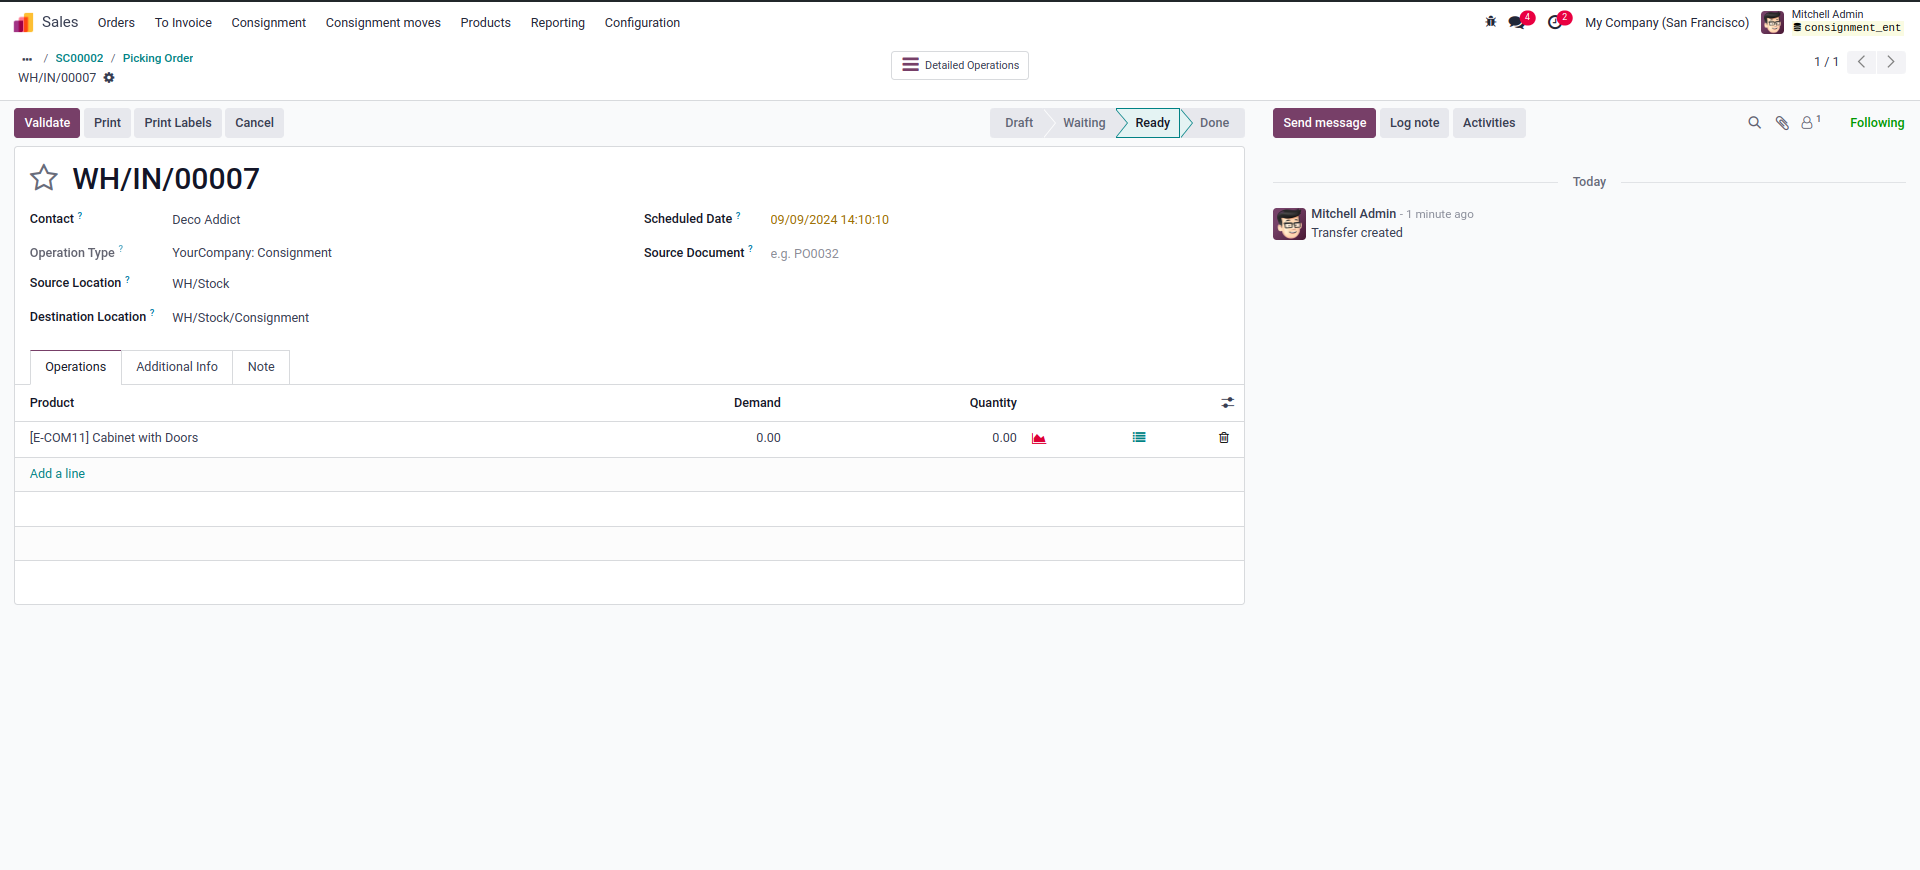 Sales Orders To Invoice Consignment Consignment moves Products Reporting Configuration 4 2 My Company (San Francisco) Mitchell Admin
consignment_ent
... / SC00002 / Picking Order
WH/IN/00007
Detailed Operations
1 / 1
Validate Print Print Labels Cancel Draft Waiting Ready Done Send message Log note Activities 1 Following
WH/IN/00007
Contact ? Deco Addict
Scheduled Date ? 09/09/2024 14:10:10
Operation Type ? YourCompany: Consignment
Source Document ? e.g. PO0032
Source Location ? WH/Stock
Destination Location ? WH/Stock/Consignment
Operations Additional Info Note
Product Demand Quantity
[E-COM11] Cabinet with Doors 0.00 0.00
Add a line
Today
Mitchell Admin - 1 minute ago
Transfer created